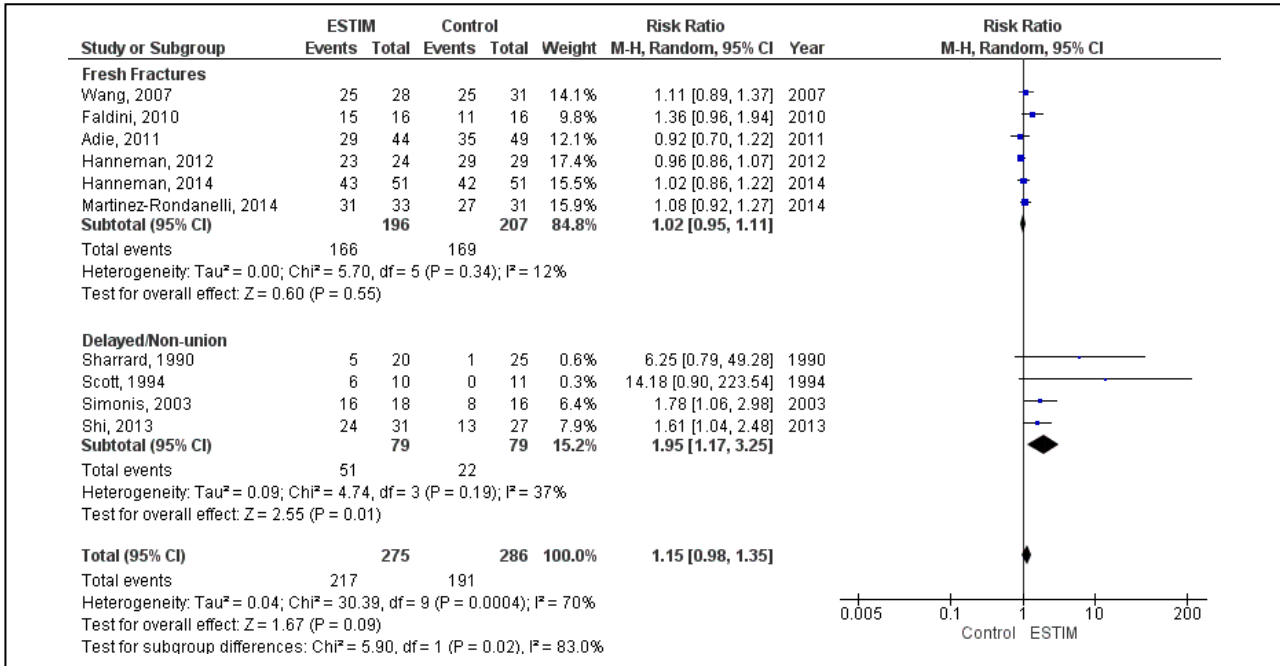 ESTIM Control Risk Ratio Risk Ratio
Study or Subgroup Events Total Events Total Weight M-H, Random, 95% CI Year M-H, Random, 95% CI
Fresh Fractures
Wang, 2007 25 28 25 31 14.1% 1.11 [0.89, 1.37] 2007
Faldini, 2010 15 16 11 16 9.8% 1.36 [0.96, 1.94] 2010
Adie, 2011 29 44 35 49 12.1% 0.92 [0.70, 1.22] 2011
Hanneman, 2012 23 24 29 29 17.4% 0.96 [0.86, 1.07] 2012
Hanneman, 2014 43 51 42 51 15.5% 1.02 [0.86, 1.22] 2014
Martinez-Rondanelli, 2014 31 33 27 31 15.9% 1.08 [0.92, 1.27] 2014
Subtotal (95% CI) 196 207 84.8% 1.02 [0.95, 1.11]
Total events 166 169
Heterogeneity: Tau² = 0.00; Chi² = 5.70, df = 5 (P = 0.34); I² = 12%
Test for overall effect: Z = 0.60 (P = 0.55)
Delayed/Non-union
Sharrard, 1990 5 20 1 25 0.6% 6.25 [0.79, 49.28] 1990
Scott, 1994 6 10 0 11 0.3% 14.18 [0.90, 223.54] 1994
Simonis, 2003 16 18 8 16 6.4% 1.78 [1.06, 2.98] 2003
Shi, 2013 24 31 13 27 7.9% 1.61 [1.04, 2.48] 2013
Subtotal (95% CI) 79 79 15.2% 1.95 [1.17, 3.25]
Total events 51 22
Heterogeneity: Tau² = 0.09; Chi² = 4.74, df = 3 (P = 0.19); I² = 37%
Test for overall effect: Z = 2.55 (P = 0.01)
Total (95% CI) 275 286 100.0% 1.15 [0.98, 1.35]
Total events 217 191
Heterogeneity: Tau² = 0.04; Chi² = 30.39, df = 9 (P = 0.0004); I² = 70%
Test for overall effect: Z = 1.67 (P = 0.09)
Test for subgroup differences: Chi² = 5.90, df = 1 (P = 0.02), I² = 83.0%
0.005 0.1 1 10 200
Control ESTIM